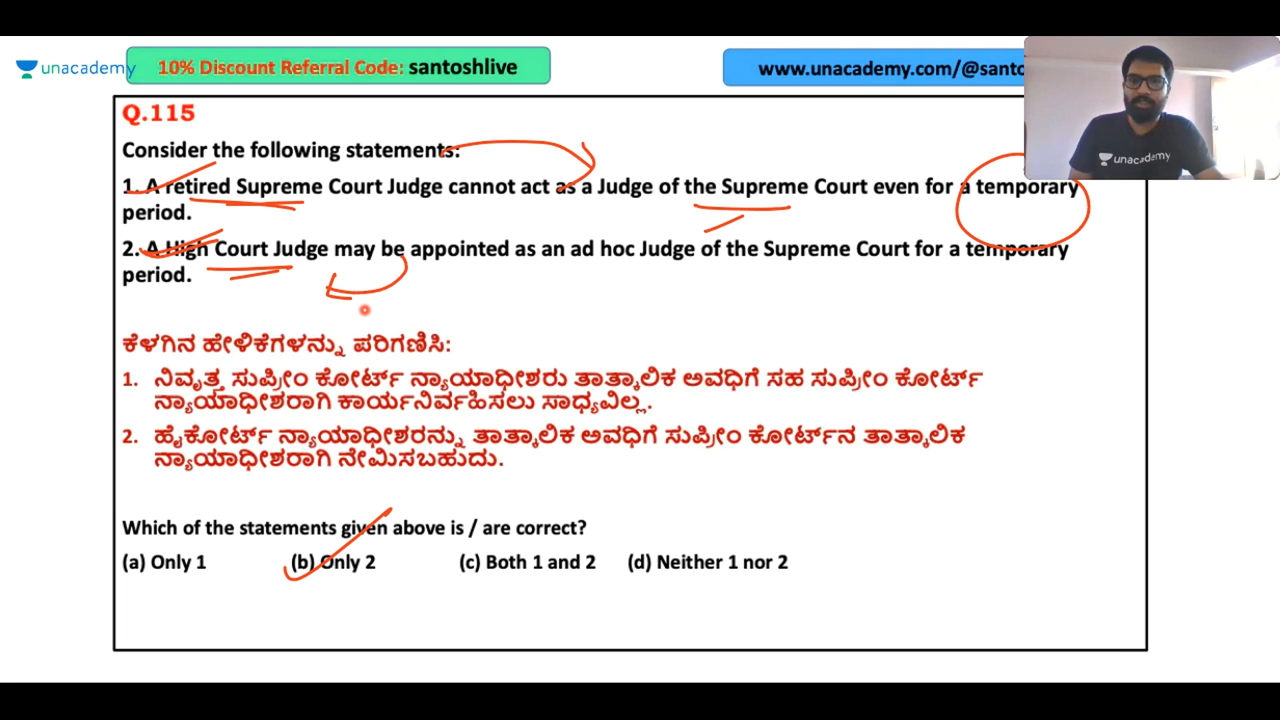 unacademy
10% Discount Referral Code: santoshlive
www.unacademy.com/@santo
unacademy
Q.115
Consider the following statements:
1. A retired Supreme Court Judge cannot act as a Judge of the Supreme Court even for a temporary
period.
2. A High Court Judge may be appointed as an ad hoc Judge of the Supreme Court for a temporary
period.
ಕೆಳಗಿನ ಹೇಳಿಕೆಗಳನ್ನು ಪರಿಗಣಿಸಿ:
1. ನಿವೃತ್ತ ಸುಪ್ರೀಂ ಕೋರ್ಟ್ ನ್ಯಾಯಾಧೀಶರು ತಾತ್ಕಾಲಿಕ ಅವಧಿಗೆ ಸಹ ಸುಪ್ರೀಂ ಕೋರ್ಟ್
ನ್ಯಾಯಾಧೀಶರಾಗಿ ಕಾರ್ಯನಿರ್ವಹಿಸಲು ಸಾಧ್ಯವಿಲ್ಲ.
2. ಹೈಕೋರ್ಟ್ ನ್ಯಾಯಾಧೀಶರನ್ನು ತಾತ್ಕಾಲಿಕ ಅವಧಿಗೆ ಸುಪ್ರೀಂ ಕೋರ್ಟ್‌ನ ತಾತ್ಕಾಲಿಕ
ನ್ಯಾಯಾಧೀಶರಾಗಿ ನೇಮಿಸಬಹುದು.
Which of the statements given above is / are correct?
(a) Only 1 (b) Only 2 (c) Both 1 and 2 (d) Neither 1 nor 2